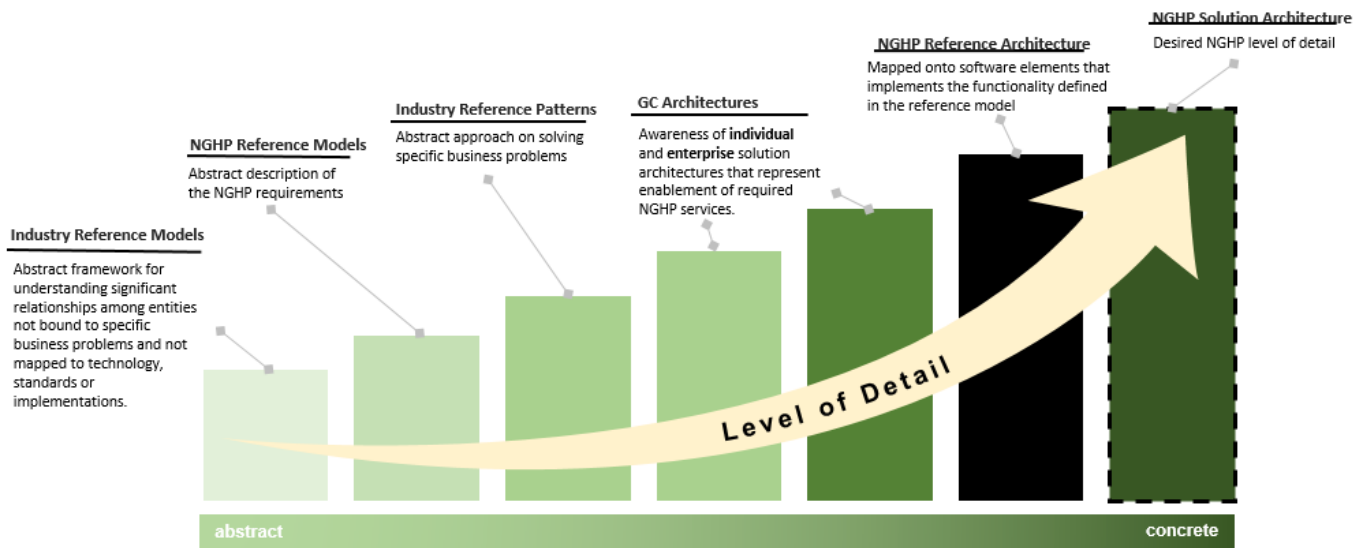 Industry Reference Models
Abstract framework for
understanding significant
relationships among entities
not bound to specific
business problems and not
mapped to technology,
standards or
implementations.
NGHP Reference Models
Abstract description of
the NGHP requirements
Industry Reference Patterns
Abstract approach on solving
specific business problems
GC Architectures
Awareness of individual
and enterprise solution
architectures that represent
enablement of required
NGHP services.
NGHP Reference Architecture
Mapped onto software elements that
implements the functionality defined
in the reference model
NGHP Solution Architecture
Desired NGHP level of detail
Level of Detail
abstract
concrete